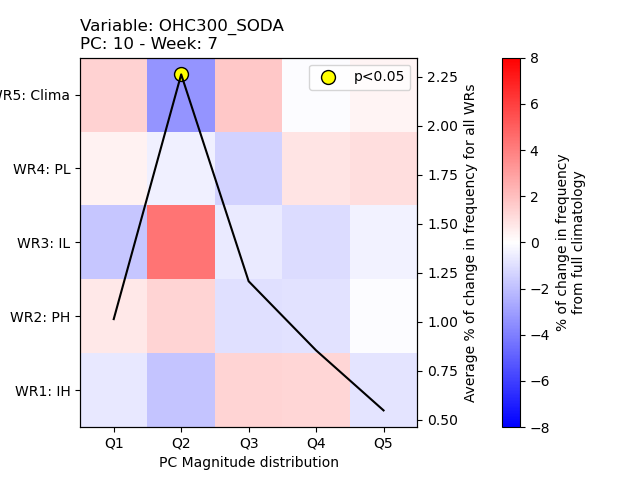 Variable: OHC300_SODA
PC: 10 - Week: 7
p<0.05
WR5: Clima
WR4: PL
WR3: IL
WR2: PH
WR1: IH
Q1 Q2 Q3 Q4 Q5
PC Magnitude distribution
2.25
2.00
1.75
1.50
1.25
1.00
0.75
0.50
Average % of change in frequency for all WRs
8
6
4
2
0
−2
−4
−6
−8
% of change in frequency
from full climatology